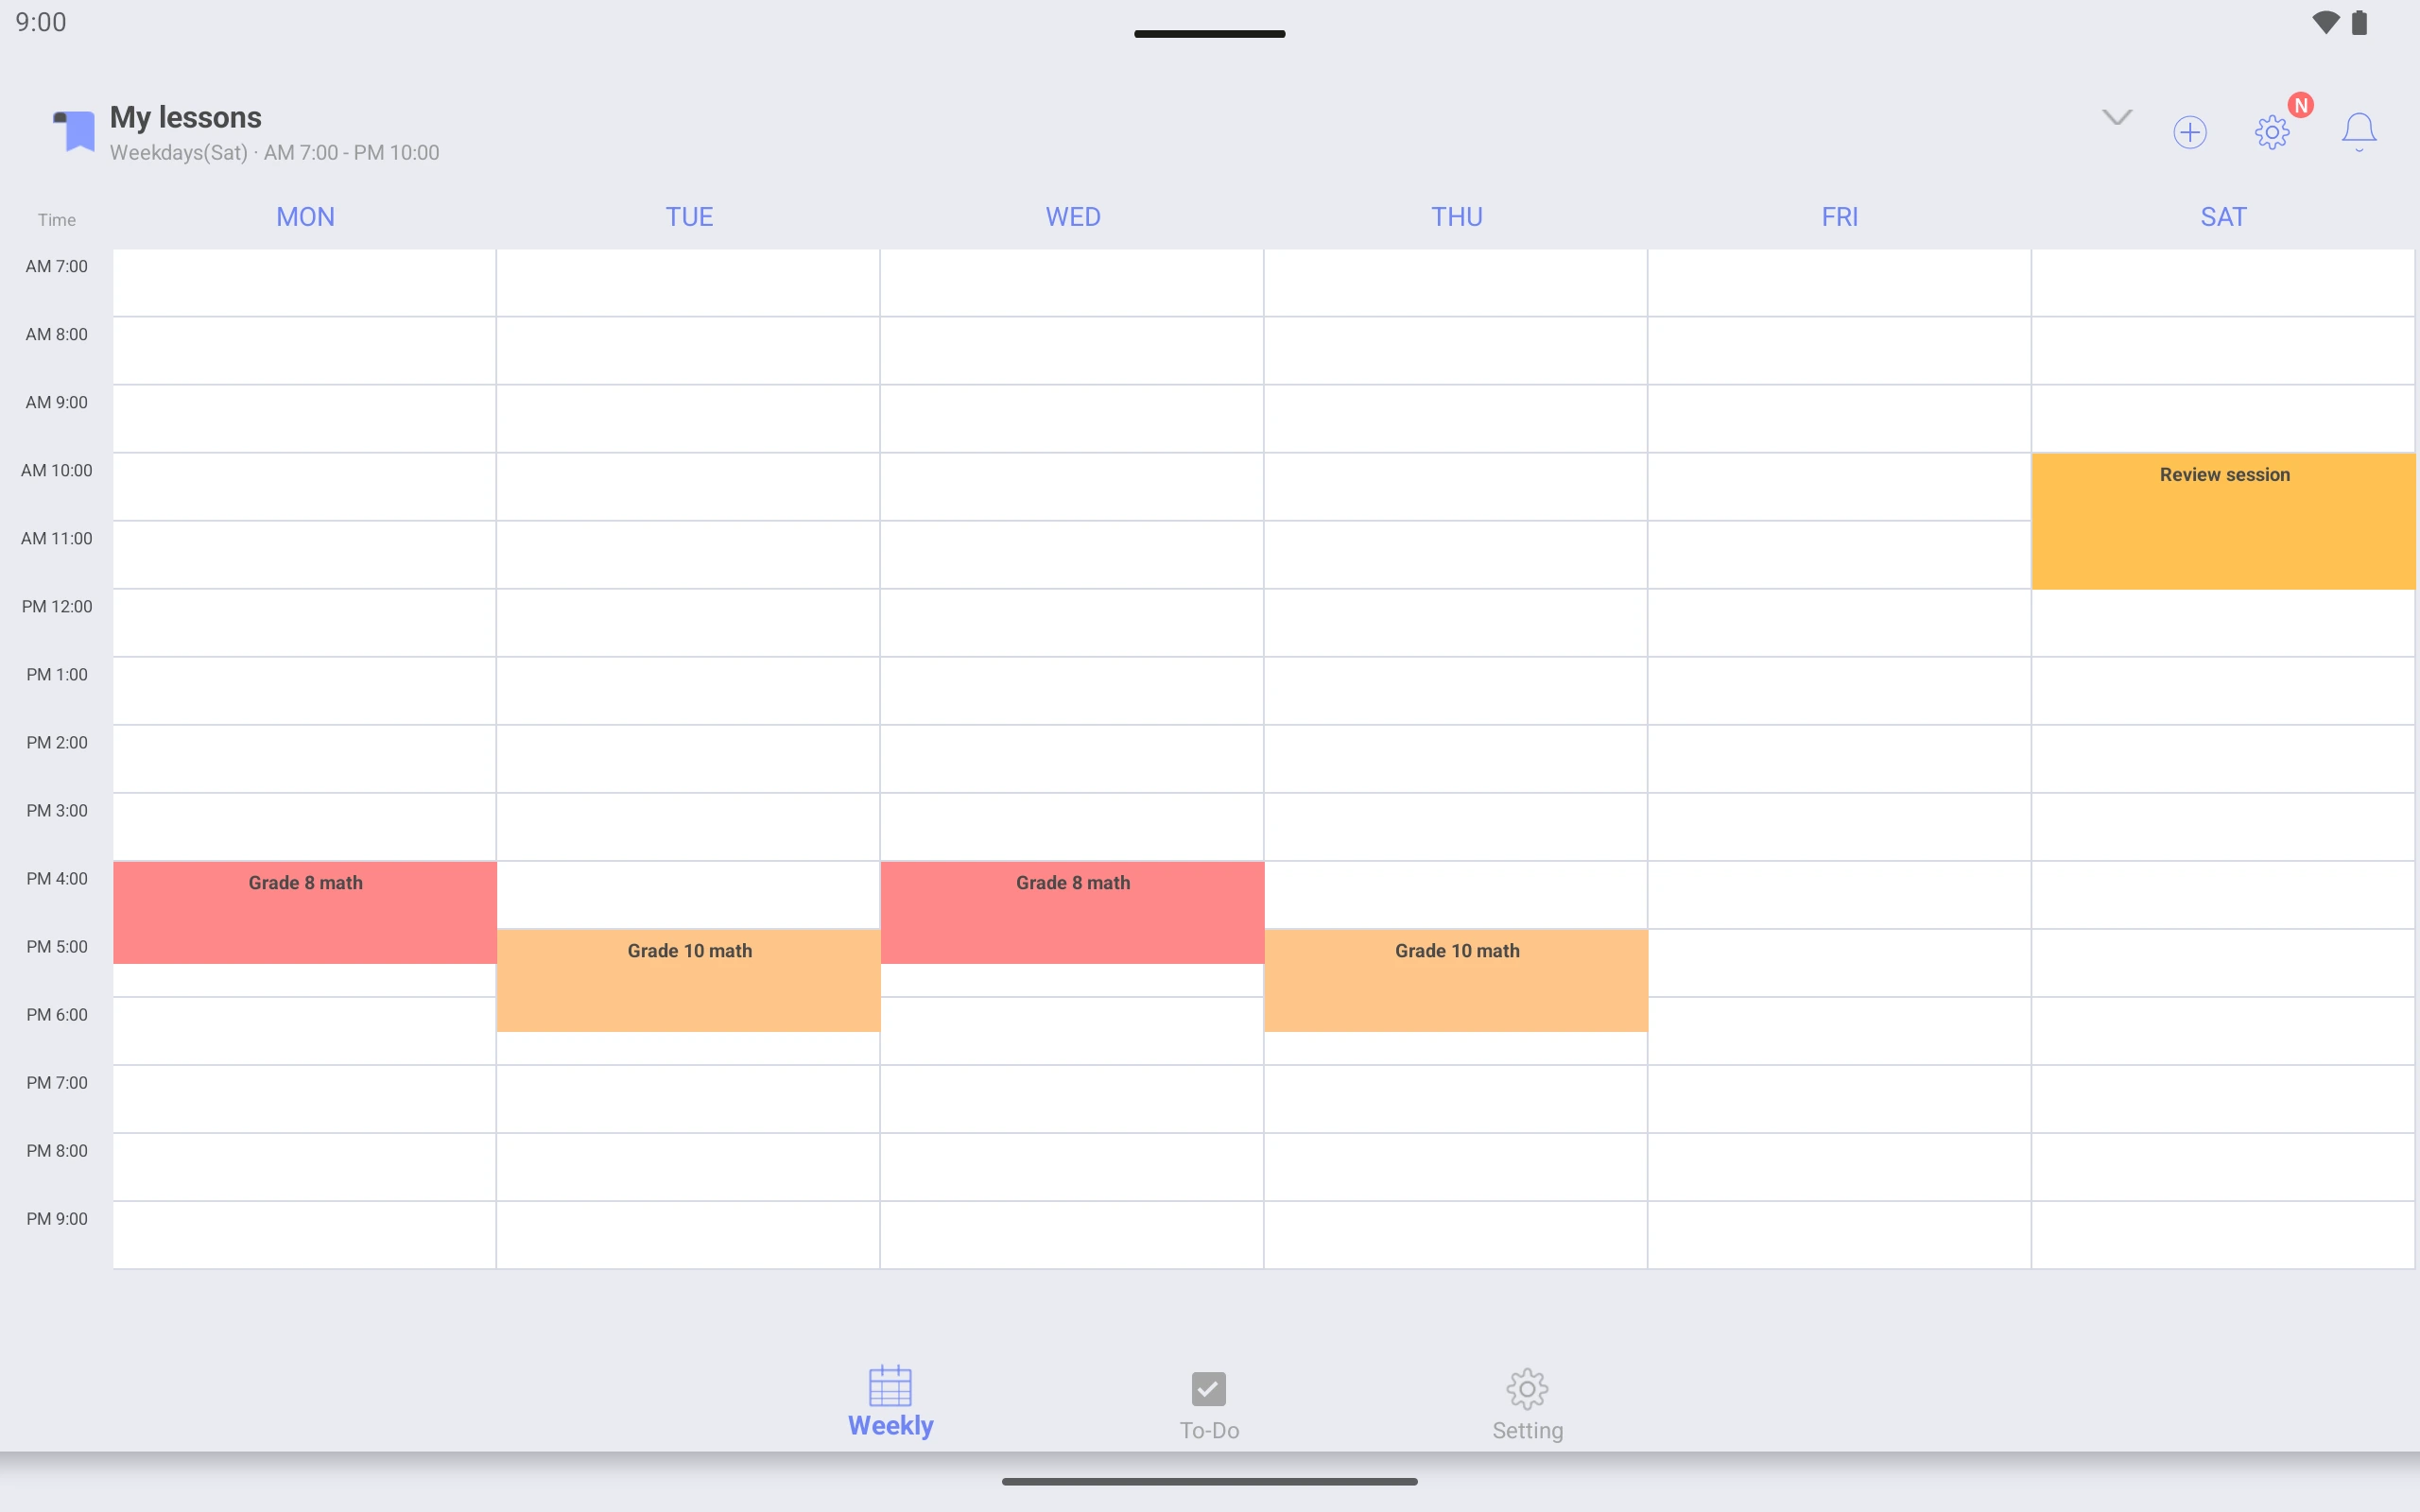 9:00
My lessons
Weekdays(Sat) · AM 7:00 - PM 10:00
N
Time MON TUE WED THU FRI SAT
AM 7:00
AM 8:00
AM 9:00
AM 10:00 Review session
AM 11:00
PM 12:00
PM 1:00
PM 2:00
PM 3:00
PM 4:00 Grade 8 math Grade 8 math
PM 5:00 Grade 10 math Grade 10 math
PM 6:00
PM 7:00
PM 8:00
PM 9:00
Weekly To-Do Setting